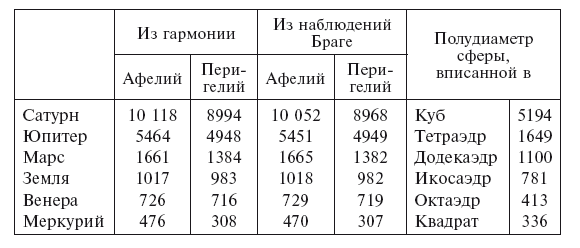 Из гармонии Из наблюдений Браге Полудиаметр сферы, вписанной в
Афелий Пери-гелий Афелий Пери-гелий
Сатурн 10 118 8994 10 052 8968 Куб 5194
Юпитер 5464 4948 5451 4949 Тетраэдр 1649
Марс 1661 1384 1665 1382 Додекаэдр 1100
Земля 1017 983 1018 982 Икосаэдр 781
Венера 726 716 729 719 Октаэдр 413
Меркурий 476 308 470 307 Квадрат 336